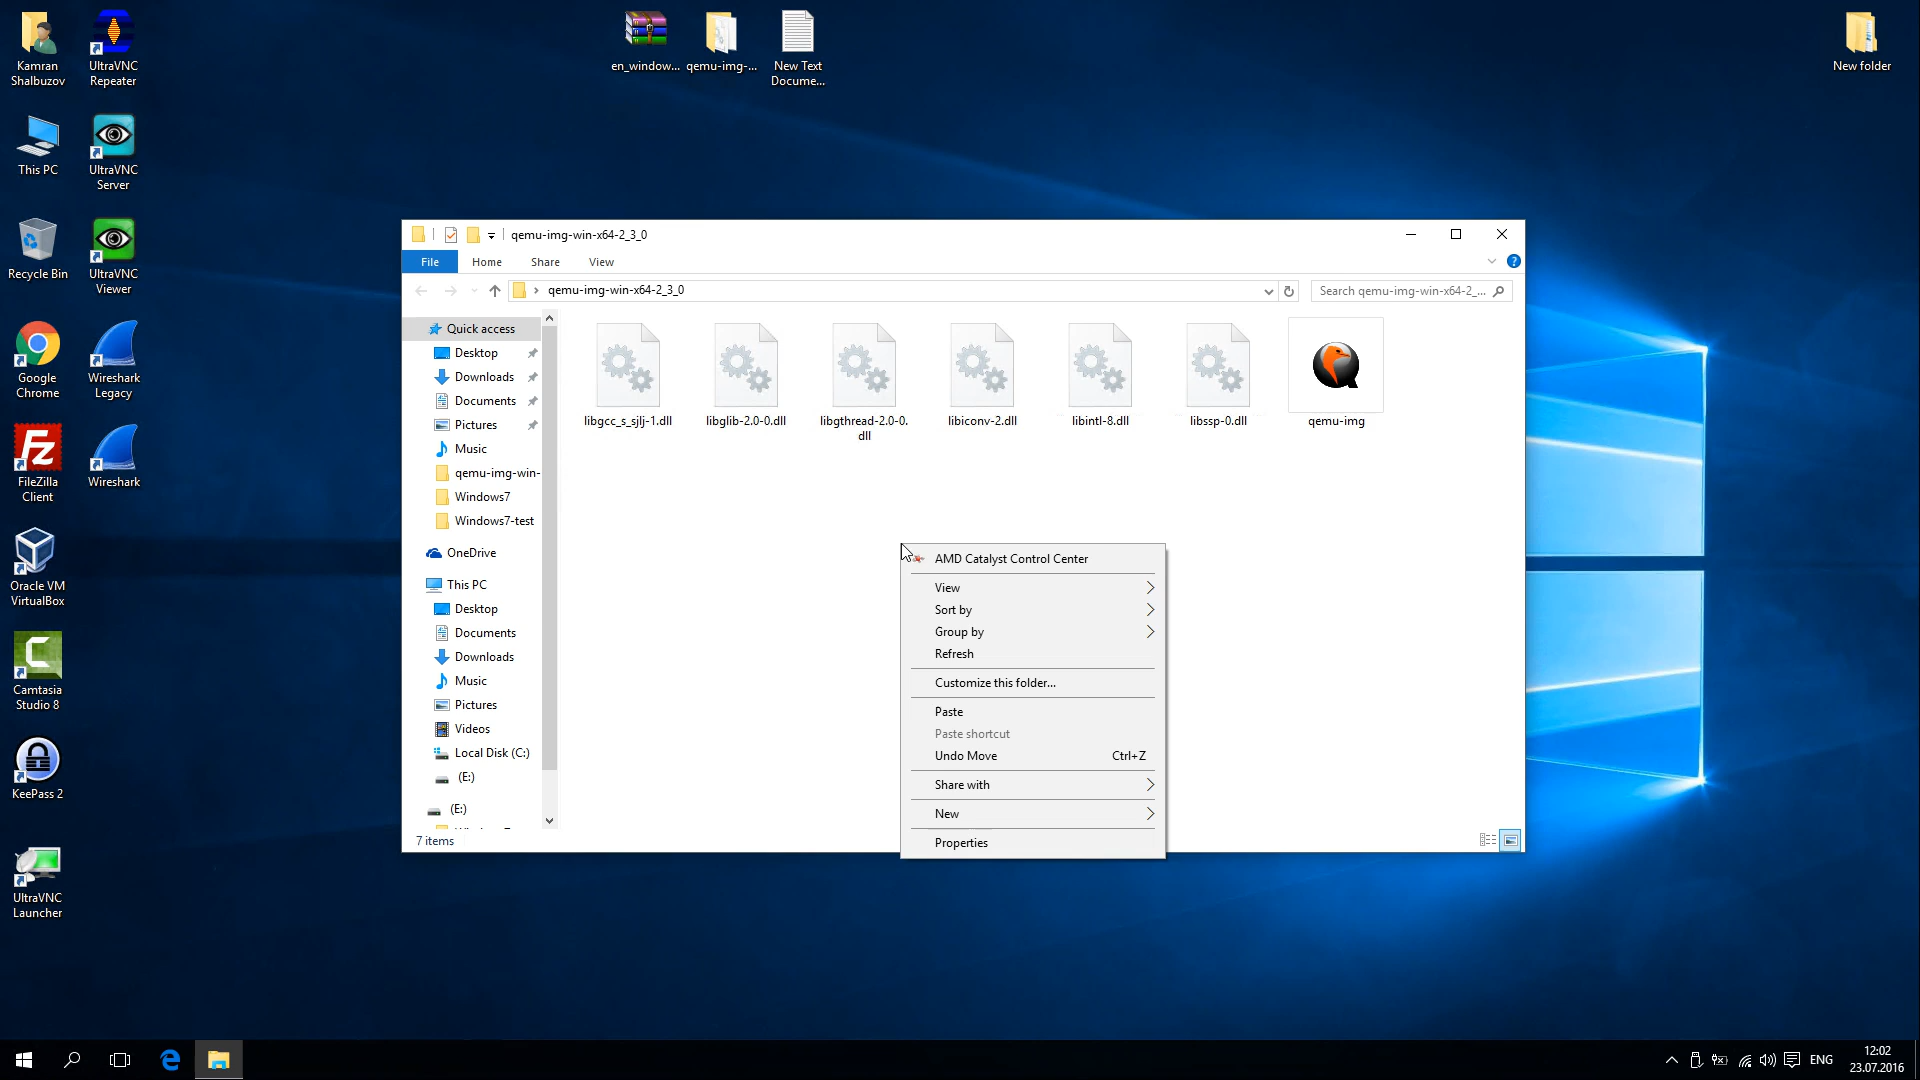 Kamran
Shalbuzov
UltraVNC
Repeater
en_window...
qemu-img-...
New Text
Docume...
New folder
This PC
UltraVNC
Server
Recycle Bin
UltraVNC
Viewer
Google
Chrome
Wireshark
Legacy
FileZilla
Client
Wireshark
Oracle VM
VirtualBox
Camtasia
Studio 8
KeePass 2
UltraVNC
Launcher
qemu-img-win-x64-2_3_0
File
Home
Share
View
qemu-img-win-x64-2_3_0
Search qemu-img-win-x64-2_...
Quick access
Desktop
Downloads
Documents
Pictures
Music
qemu-img-win-
Windows7
Windows7-test
OneDrive
This PC
Desktop
Documents
Downloads
Music
Pictures
Videos
Local Disk (C:)
(E:)
(E:)
7 items
libgcc_s_sjlj-1.dll
libglib-2.0-0.dll
libgthread-2.0-0.
dll
libiconv-2.dll
libintl-8.dll
libssp-0.dll
qemu-img
AMD Catalyst Control Center
View
Sort by
Group by
Refresh
Customize this folder...
Paste
Paste shortcut
Undo Move Ctrl+Z
Share with
New
Properties
ENG
12:02
23.07.2016